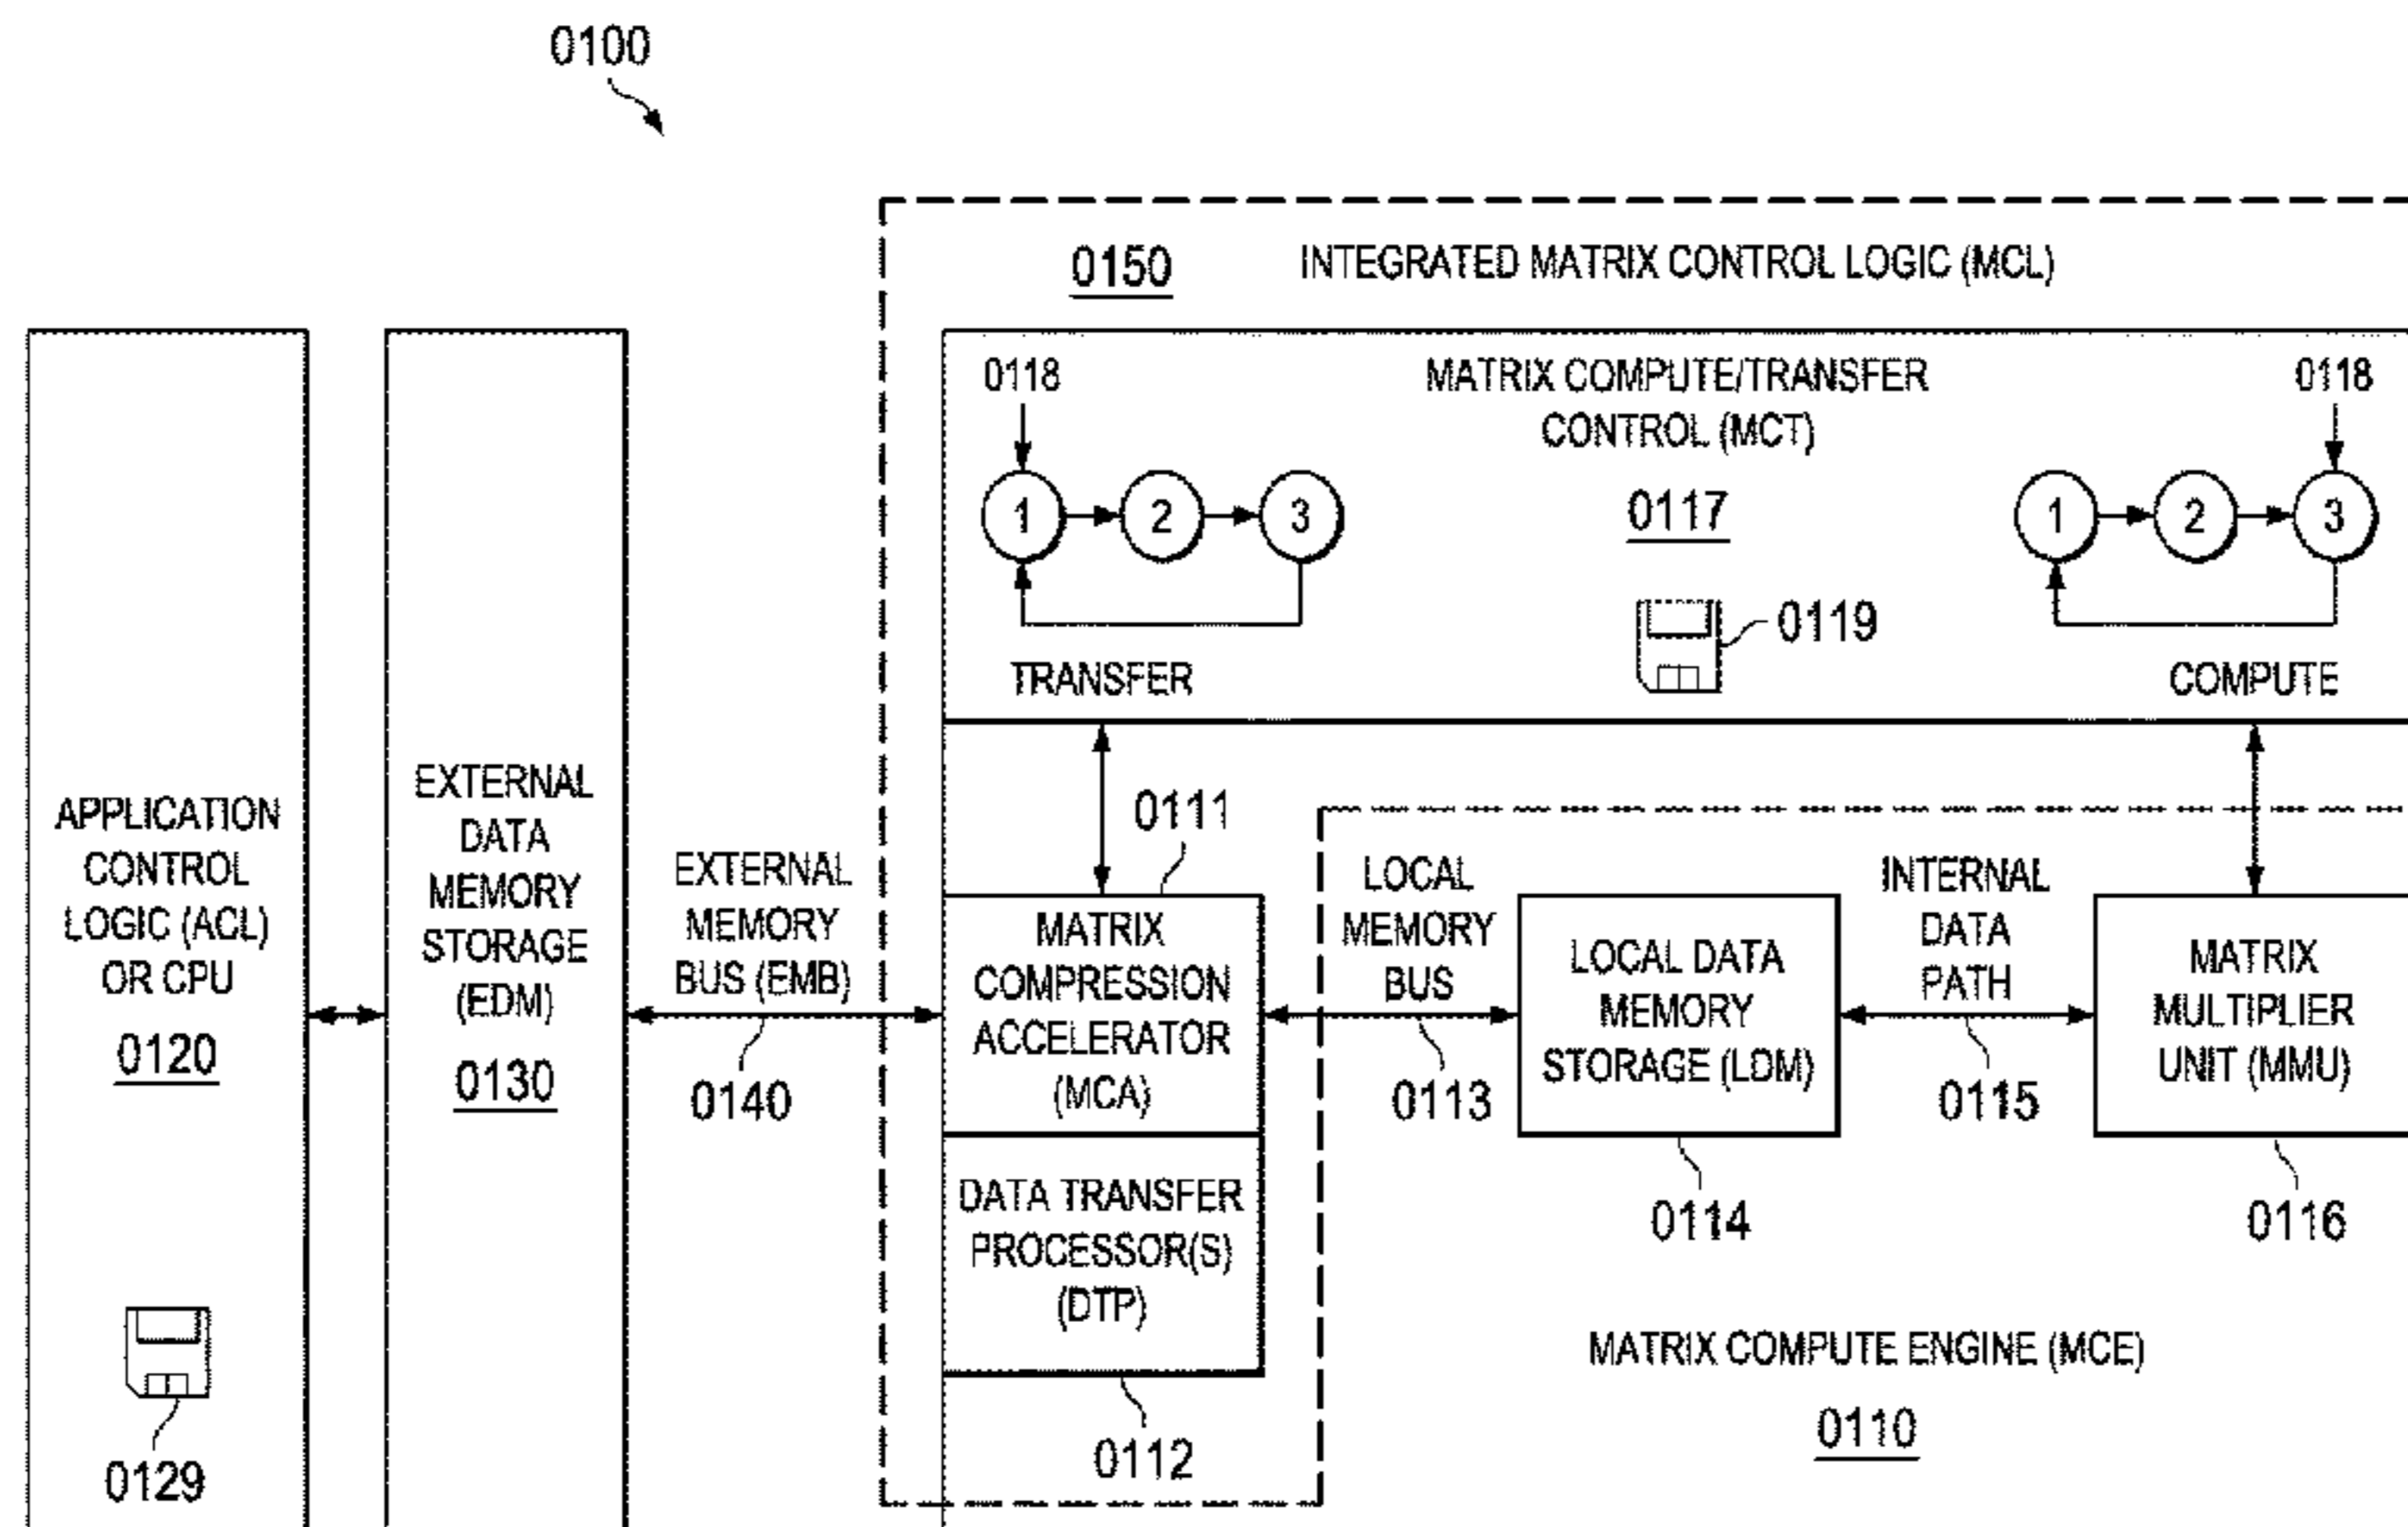 0100
0150
INTEGRATED MATRIX CONTROL LOGIC (MCL)
0118
MATRIX COMPUTE/TRANSFER
CONTROL (MCT)
0117
0118
1
2
3
1
2
3
0119
TRANSFER
COMPUTE
APPLICATION
CONTROL
LOGIC (ACL)
OR CPU
0120
0129
EXTERNAL
DATA
MEMORY
STORAGE
(EDM)
0130
EXTERNAL
MEMORY
BUS (EMB)
0140
0111
MATRIX
COMPRESSION
ACCELERATOR
(MCA)
DATA TRANSFER
PROCESSOR(S)
(DTP)
0112
LOCAL
MEMORY
BUS
0113
LOCAL DATA
MEMORY
STORAGE (LDM)
0114
INTERNAL
DATA
PATH
0115
MATRIX
MULTIPLIER
UNIT (MMU)
0116
MATRIX COMPUTE ENGINE (MCE)
0110